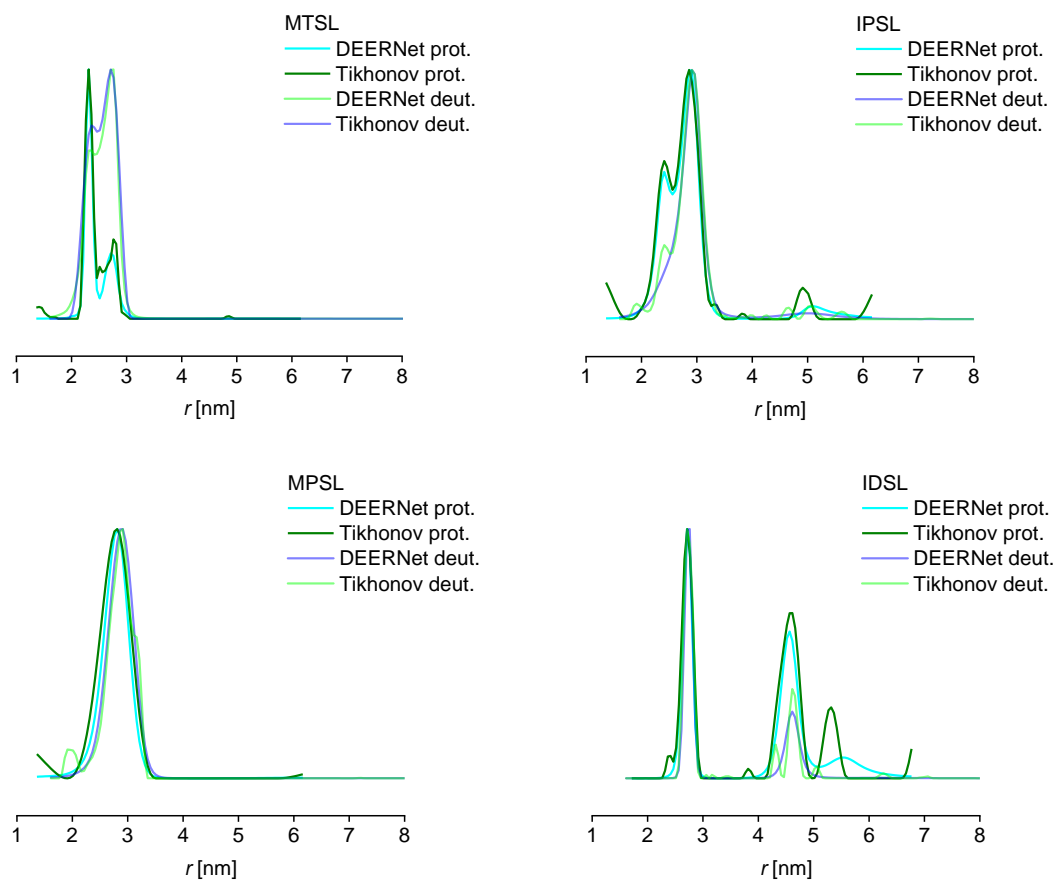 MTSL
DEERNet prot.
Tikhonov prot.
DEERNet deut.
Tikhonov deut.
1 2 3 4 5 6 7 8
r [nm]
IPSL
DEERNet prot.
Tikhonov prot.
DEERNet deut.
Tikhonov deut.
1 2 3 4 5 6 7 8
r [nm]
MPSL
DEERNet prot.
Tikhonov prot.
DEERNet deut.
Tikhonov deut.
1 2 3 4 5 6 7 8
r [nm]
IDSL
DEERNet prot.
Tikhonov prot.
DEERNet deut.
Tikhonov deut.
1 2 3 4 5 6 7 8
r [nm]